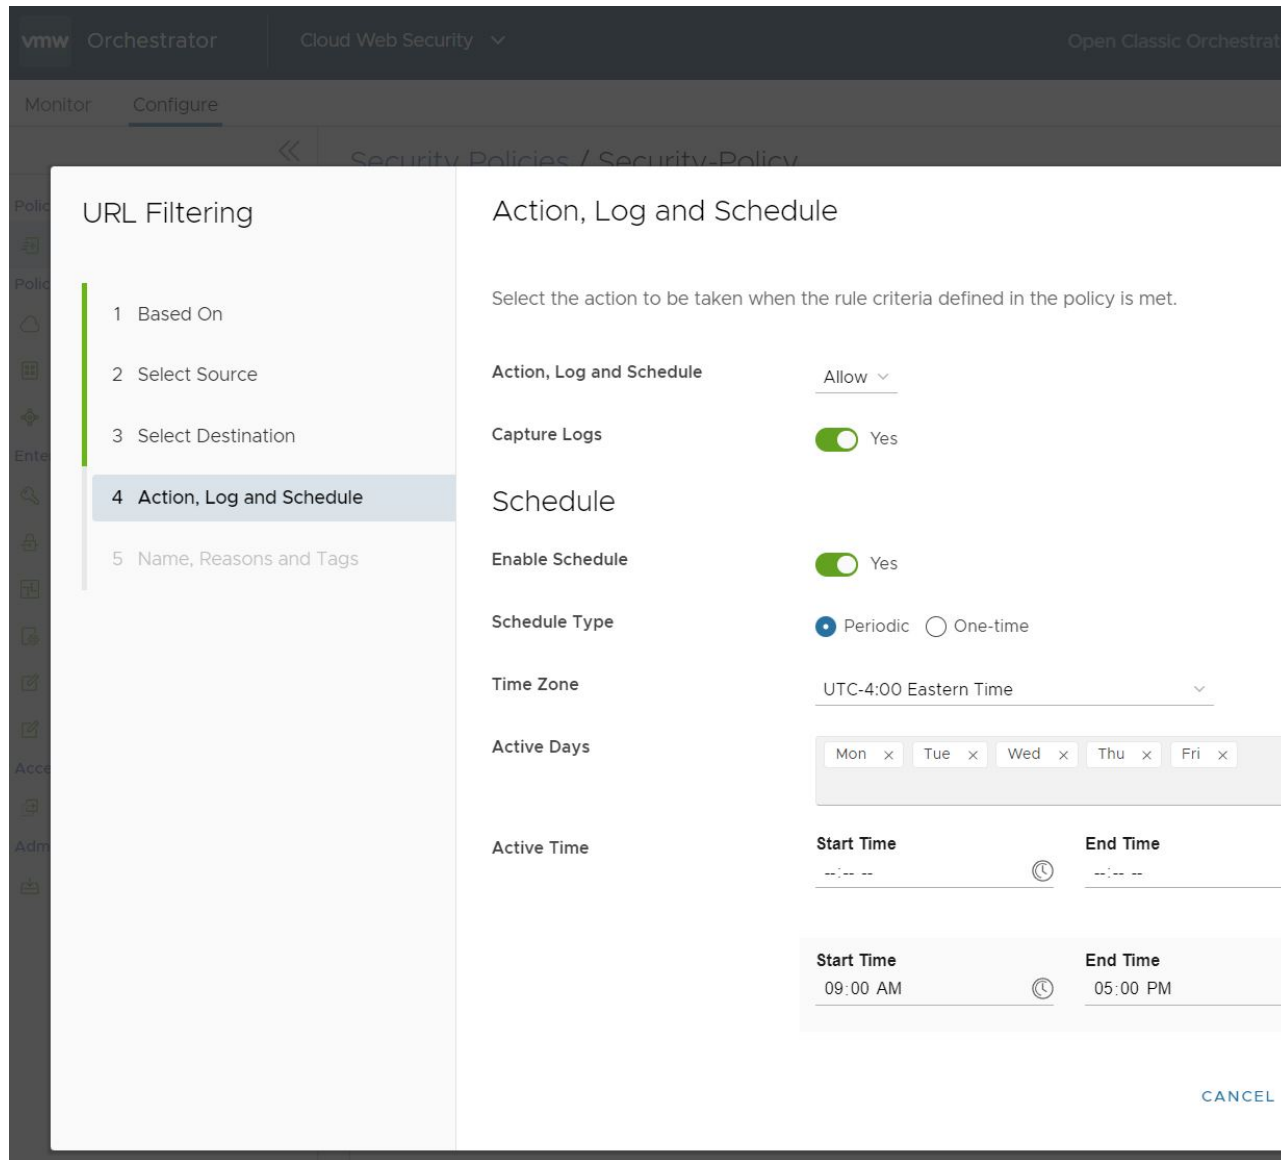 vmw Orchestrator Cloud Web Security Open Classic Orchestrat
Monitor Configure
Security Policies / Security-Policy
Polic
Polic
Ente
Acce
Adm
URL Filtering
1 Based On
2 Select Source
3 Select Destination
4 Action, Log and Schedule
5 Name, Reasons and Tags
Action, Log and Schedule
Select the action to be taken when the rule criteria defined in the policy is met.
Action, Log and Schedule Allow
Capture Logs Yes
Schedule
Enable Schedule Yes
Schedule Type Periodic One-time
Time Zone UTC-4:00 Eastern Time
Active Days Mon × Tue × Wed × Thu × Fri ×
Active Time Start Time End Time
--:-- -- --:-- --
Start Time End Time
09:00 AM 05:00 PM
CANCEL